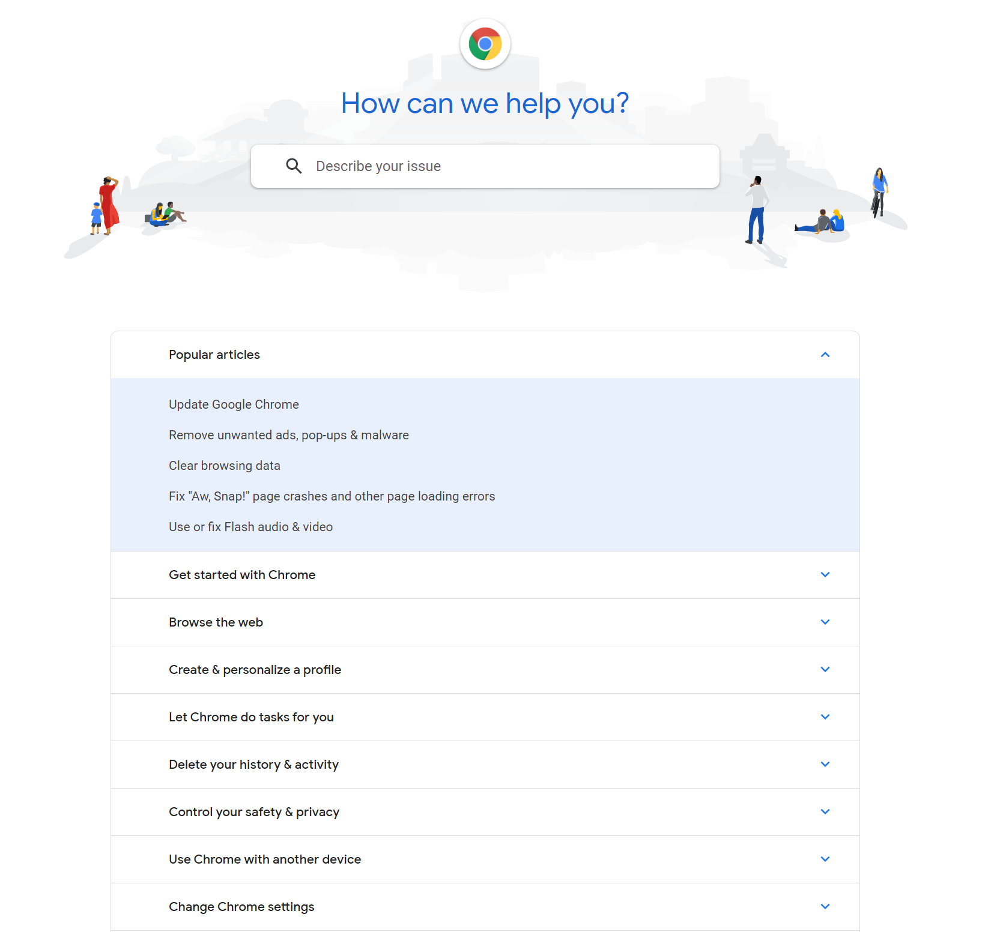 How can we help you?
Describe your issue
Popular articles
Update Google Chrome
Remove unwanted ads, pop-ups & malware
Clear browsing data
Fix "Aw, Snap!" page crashes and other page loading errors
Use or fix Flash audio & video
Get started with Chrome
Browse the web
Create & personalize a profile
Let Chrome do tasks for you
Delete your history & activity
Control your safety & privacy
Use Chrome with another device
Change Chrome settings